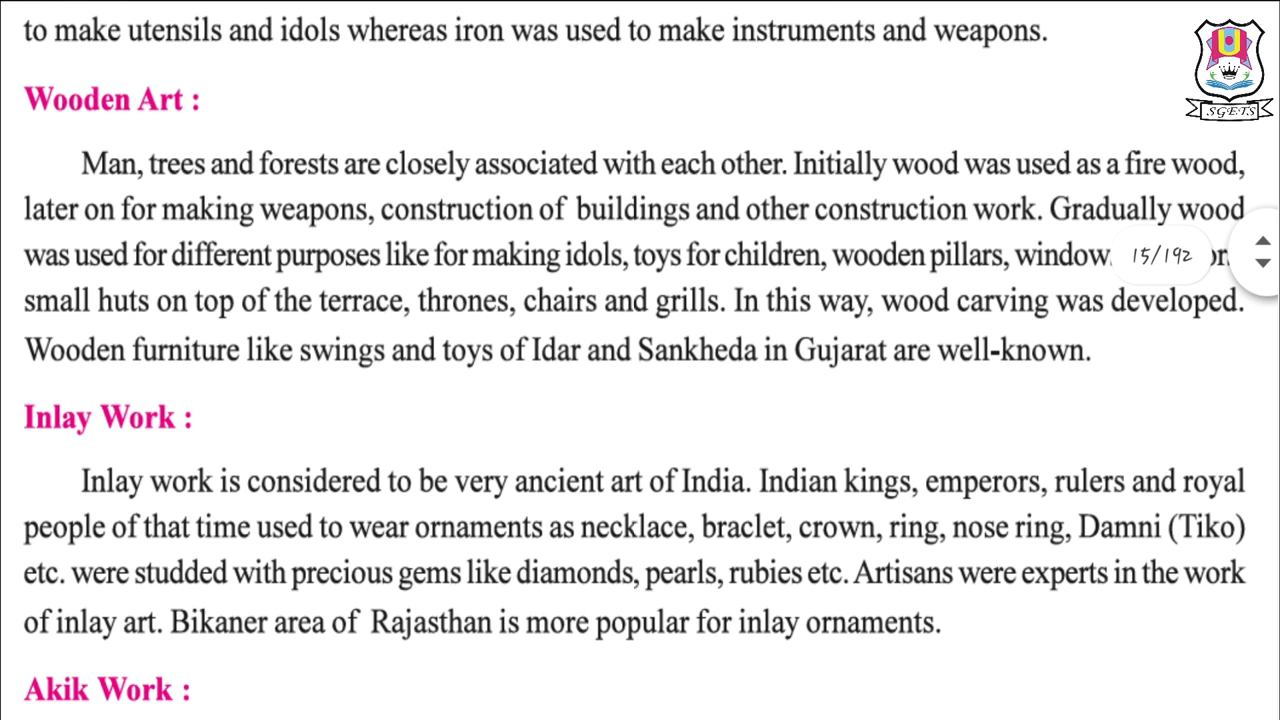 to make utensils and idols whereas iron was used to make instruments and weapons.
SGETS
Wooden Art :
Man, trees and forests are closely associated with each other. Initially wood was used as a fire wood,
later on for making weapons, construction of buildings and other construction work. Gradually wood
was used for different purposes like for making idols, toys for children, wooden pillars, window
15/192
small huts on top of the terrace, thrones, chairs and grills. In this way, wood carving was developed.
Wooden furniture like swings and toys of Idar and Sankheda in Gujarat are well-known.
Inlay Work :
Inlay work is considered to be very ancient art of India. Indian kings, emperors, rulers and royal
people of that time used to wear ornaments as necklace, braclet, crown, ring, nose ring, Damni (Tiko)
etc. were studded with precious gems like diamonds, pearls, rubies etc. Artisans were experts in the work
of inlay art. Bikaner area of Rajasthan is more popular for inlay ornaments.
Akik Work :